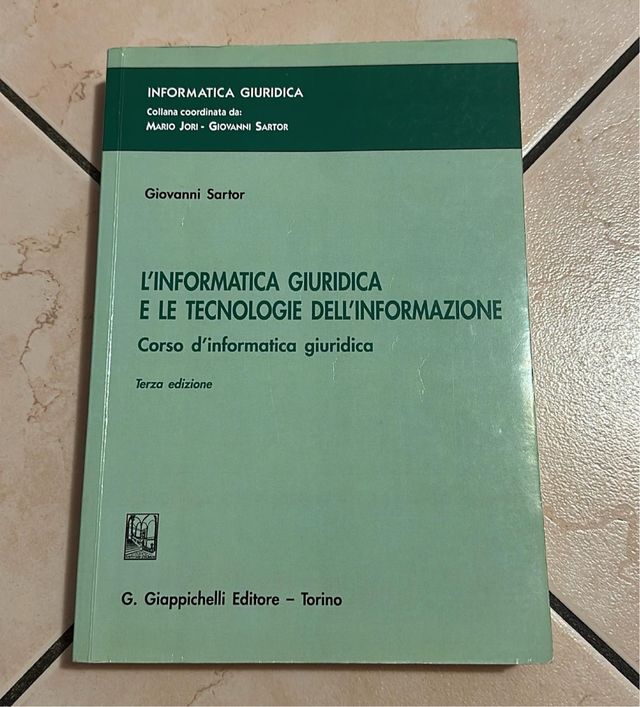 INFORMATICA GIURIDICA
Collana coordinata da:
MARIO JORI - GIOVANNI SARTOR
Giovanni Sartor
L'INFORMATICA GIURIDICA
E LE TECNOLOGIE DELL'INFORMAZIONE
Corso d'informatica giuridica
Terza edizione
G. Giappichelli Editore – Torino